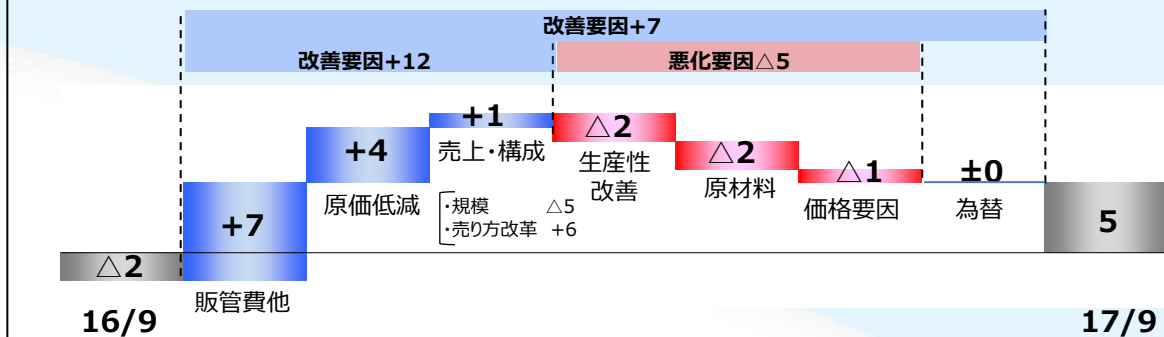 改善要因+7
改善要因+12
悪化要因△5
△2
16/9
+7
販管費他
+4
原価低減
+1
売上・構成
・規模 △5
・売り方改革 +6
△2
生産性
改善
△2
原材料
△1
価格要因
±0
為替
5
17/9